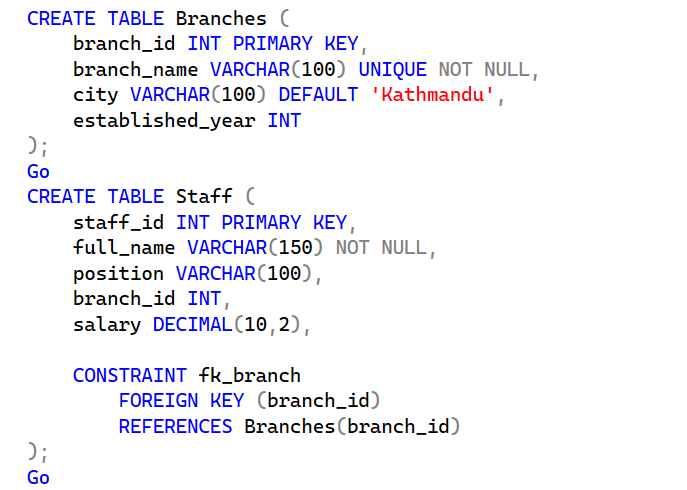 CREATE TABLE Branches (
    branch_id INT PRIMARY KEY,
    branch_name VARCHAR(100) UNIQUE NOT NULL,
    city VARCHAR(100) DEFAULT 'Kathmandu',
    established_year INT
);
Go
CREATE TABLE Staff (
    staff_id INT PRIMARY KEY,
    full_name VARCHAR(150) NOT NULL,
    position VARCHAR(100),
    branch_id INT,
    salary DECIMAL(10,2),

    CONSTRAINT fk_branch
        FOREIGN KEY (branch_id)
        REFERENCES Branches(branch_id)
);
Go